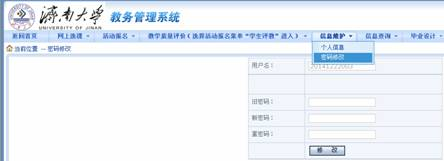 濟南大學 教务管理系统
UNIVERSITY OF JINAN
返回首页 网上选课 活动报名 教学质量评价(选择活动报名菜单“学生评教”进入) 信息维护 信息查询 毕业设计
个人信息
密码修改
当前位置 -- 密码修改
用户名:
旧密码:
新密码:
重密码:
修 改